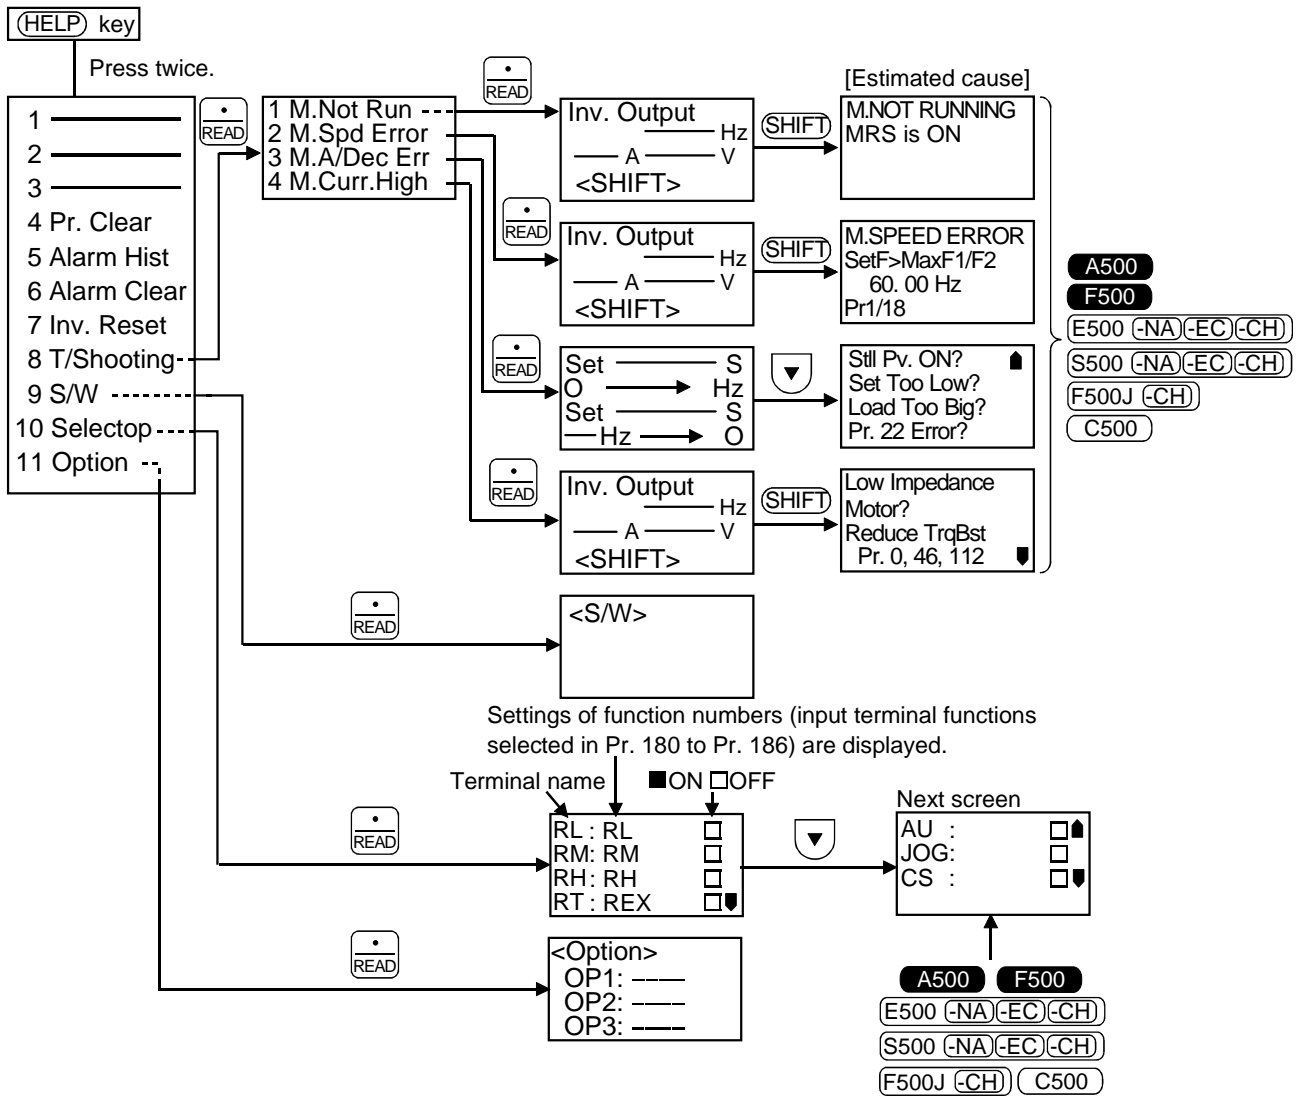 HELP key
Press twice.
1
2
3
4 Pr. Clear
5 Alarm Hist
6 Alarm Clear
7 Inv. Reset
8 T/Shooting
9 S/W
10 Selectop
11 Option
READ
1 M.Not Run
2 M.Spd Error
3 M.A/Dec Err
4 M.Curr.High
READ
Inv. Output
Hz
A V
<SHIFT>
SHIFT
[Estimated cause]
M.NOT RUNNING
MRS is ON
READ
Inv. Output
Hz
A V
<SHIFT>
SHIFT
M.SPEED ERROR
SetF>MaxF1/F2
60. 00 Hz
Pr1/18
READ
Set S
O Hz
Set S
Hz O
Stll Pv. ON?
Set Too Low?
Load Too Big?
Pr. 22 Error?
READ
Inv. Output
Hz
A V
<SHIFT>
SHIFT
Low Impedance
Motor?
Reduce TrqBst
Pr. 0, 46, 112
A500
F500
E500 -NA -EC -CH
S500 -NA -EC -CH
F500J -CH
C500
READ
<S/W>
Settings of function numbers (input terminal functions
selected in Pr. 180 to Pr. 186) are displayed.
Terminal name ■ON □OFF
READ
RL : RL
RM: RM
RH : RH
RT : REX
Next screen
AU :
JOG:
CS :
READ
<Option>
OP1: ----
OP2: ----
OP3: ----
A500 F500
E500 -NA -EC -CH
S500 -NA -EC -CH
F500J -CH C500